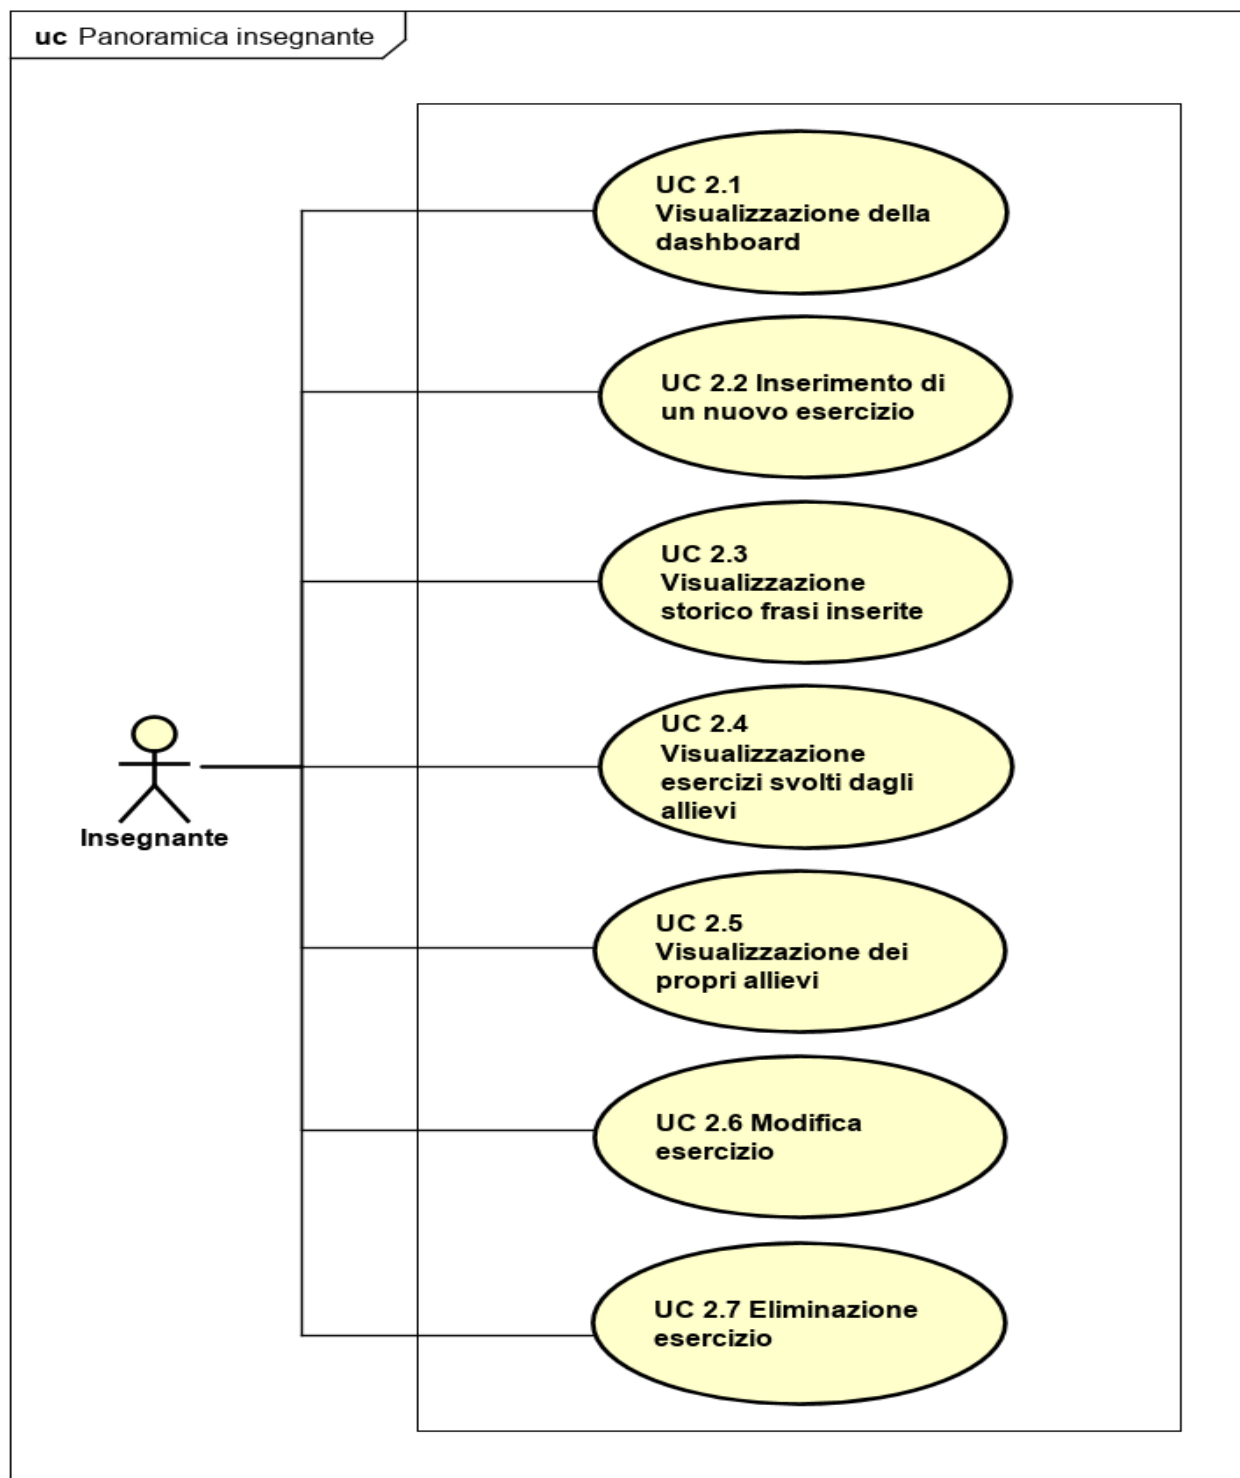 uc Panoramica insegnante
UC 2.1
Visualizzazione della
dashboard
UC 2.2 Inserimento di
un nuovo esercizio
UC 2.3
Visualizzazione
storico frasi inserite
UC 2.4
Visualizzazione
esercizi svolti dagli
allievi
Insegnante
UC 2.5
Visualizzazione dei
propri allievi
UC 2.6 Modifica
esercizio
UC 2.7 Eliminazione
esercizio